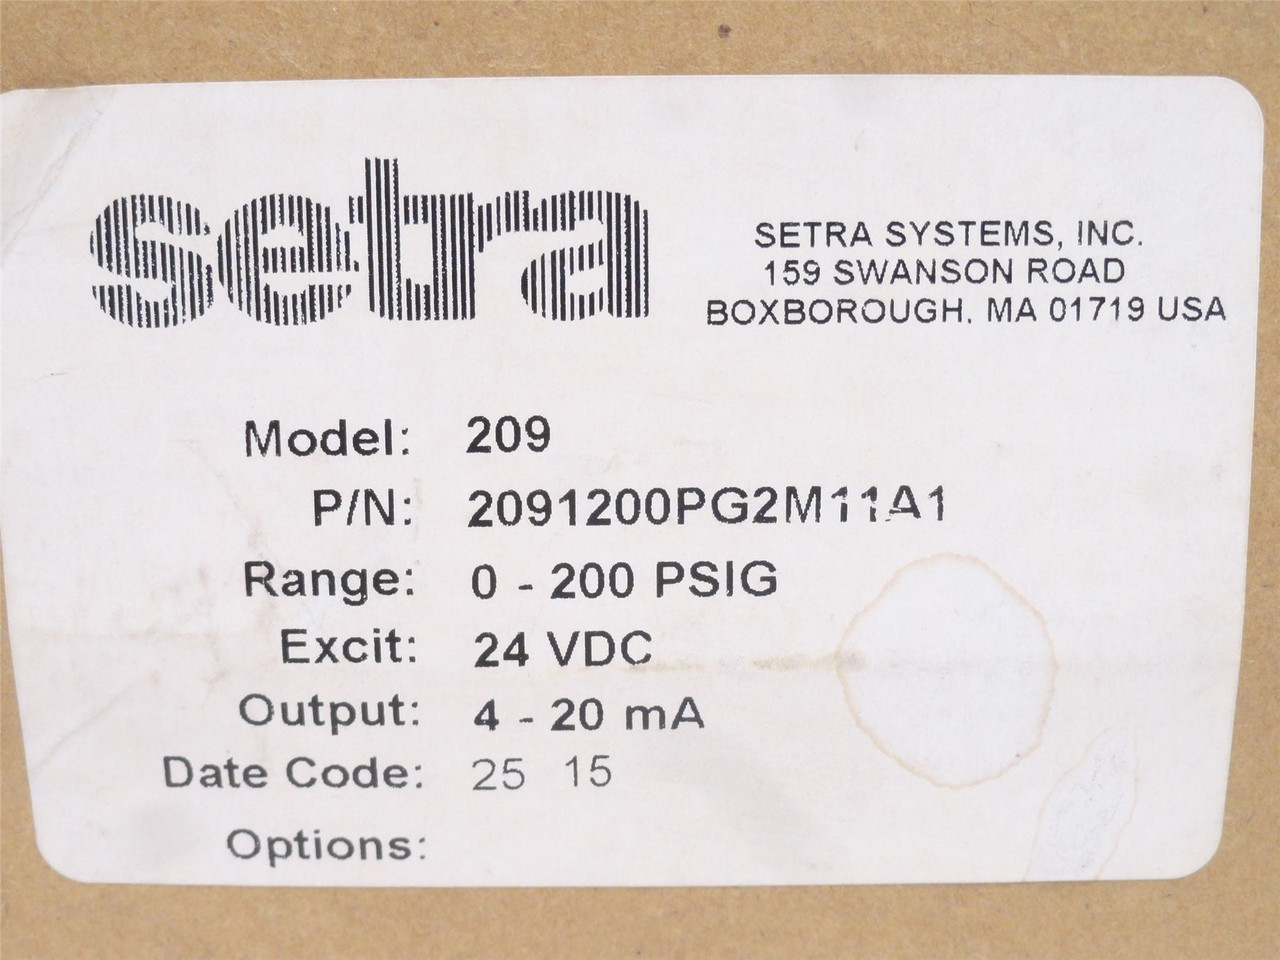 setra
SETRA SYSTEMS, INC.
159 SWANSON ROAD
BOXBOROUGH, MA 01719 USA
Model: 209
P/N: 2091200PG2M11A1
Range: 0 - 200 PSIG
Excit: 24 VDC
Output: 4 - 20 mA
Date Code: 25 15
Options: